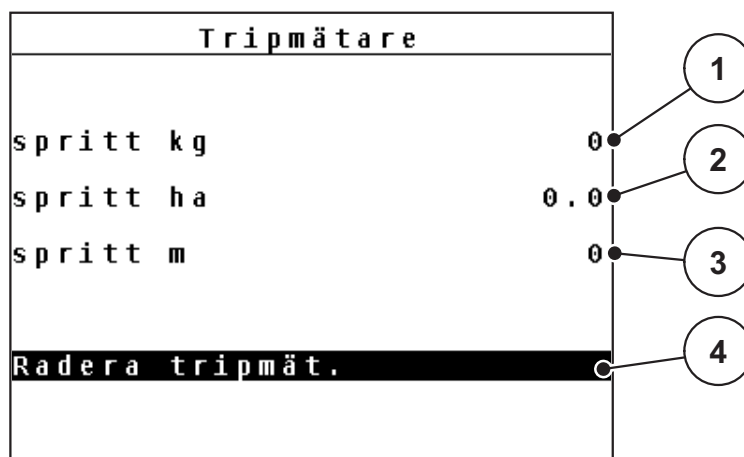 Tripmätare
1
spritt kg 0
2
spritt ha 0.0
spritt m 0
3
Radera tripmät.
4